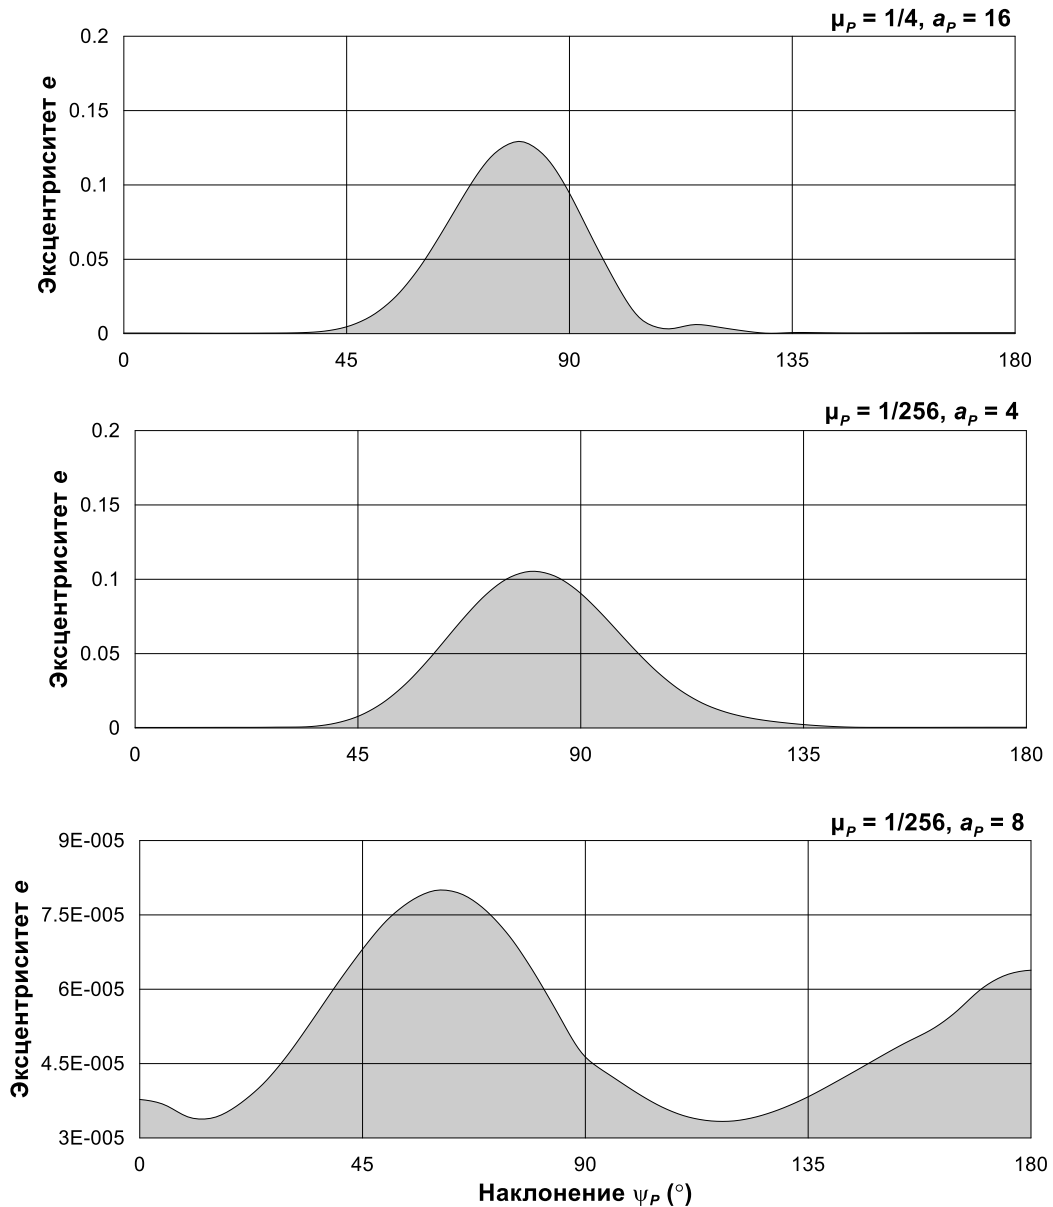 μP = 1/4, aP = 16
Эксцентриситет e
0.2
0.15
0.1
0.05
0
0 45 90 135 180
μP = 1/256, aP = 4
Эксцентриситет e
0.2
0.15
0.1
0.05
0
0 45 90 135 180
μP = 1/256, aP = 8
Эксцентриситет e
9E-005
7.5E-005
6E-005
4.5E-005
3E-005
0 45 90 135 180
Наклонение ψP (°)